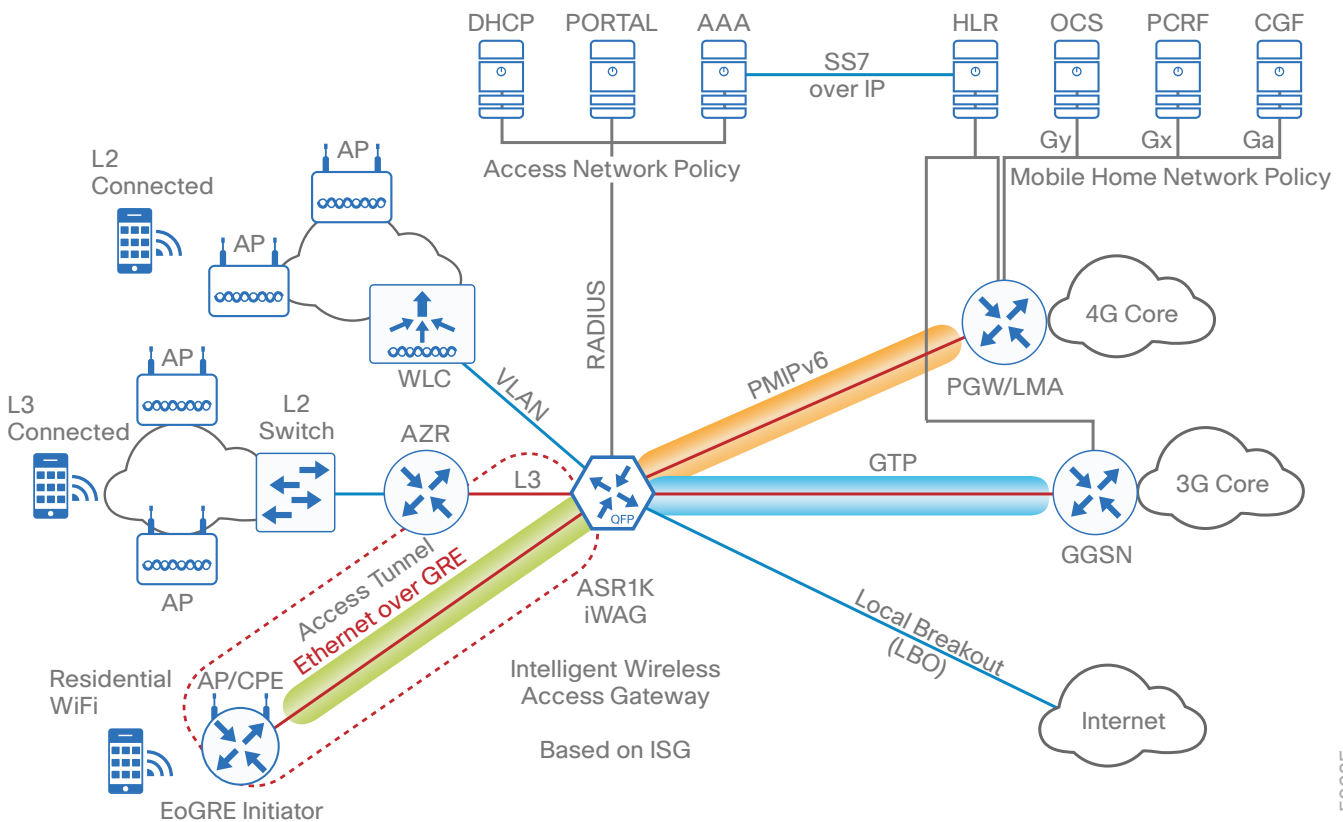 DHCP PORTAL AAA HLR OCS PCRF CGF
SS7
over IP
Gy Gx Ga
Access Network Policy
Mobile Home Network Policy
L2
Connected
AP
AP
WLC
VLAN
RADIUS
PMIPv6
4G Core
PGW/LMA
L3
Connected
AP
L2
Switch
AZR
L3
AP
GTP
3G Core
GGSN
QFP
ASR1K
iWAG
Access Tunnel
Ethernet over GRE
Local Breakout
(LBO)
Intelligent Wireless
Access Gateway
Based on ISG
Internet
Residential
WiFi
AP/CPE
EoGRE Initiator